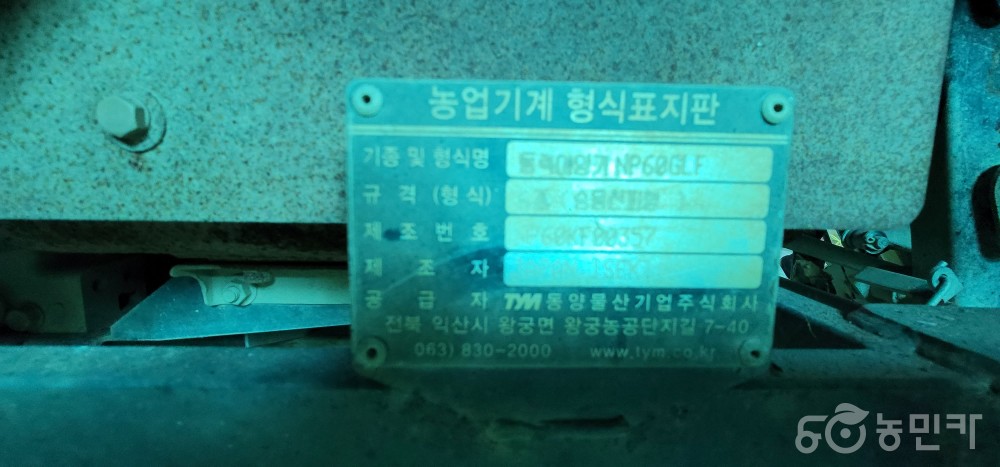 농업기계 형식표지판
기종 및 형식명 동력이앙기 NP60GLF
규 격 (형 식)
제 조 번 호 P60KF00357
제 조 자
공 급 자 TYM 동양물산기업주식회사
전북 익산시 왕궁면 왕궁농공단지길 7-40
063) 830-2000 www.tym.co.kr
농민카